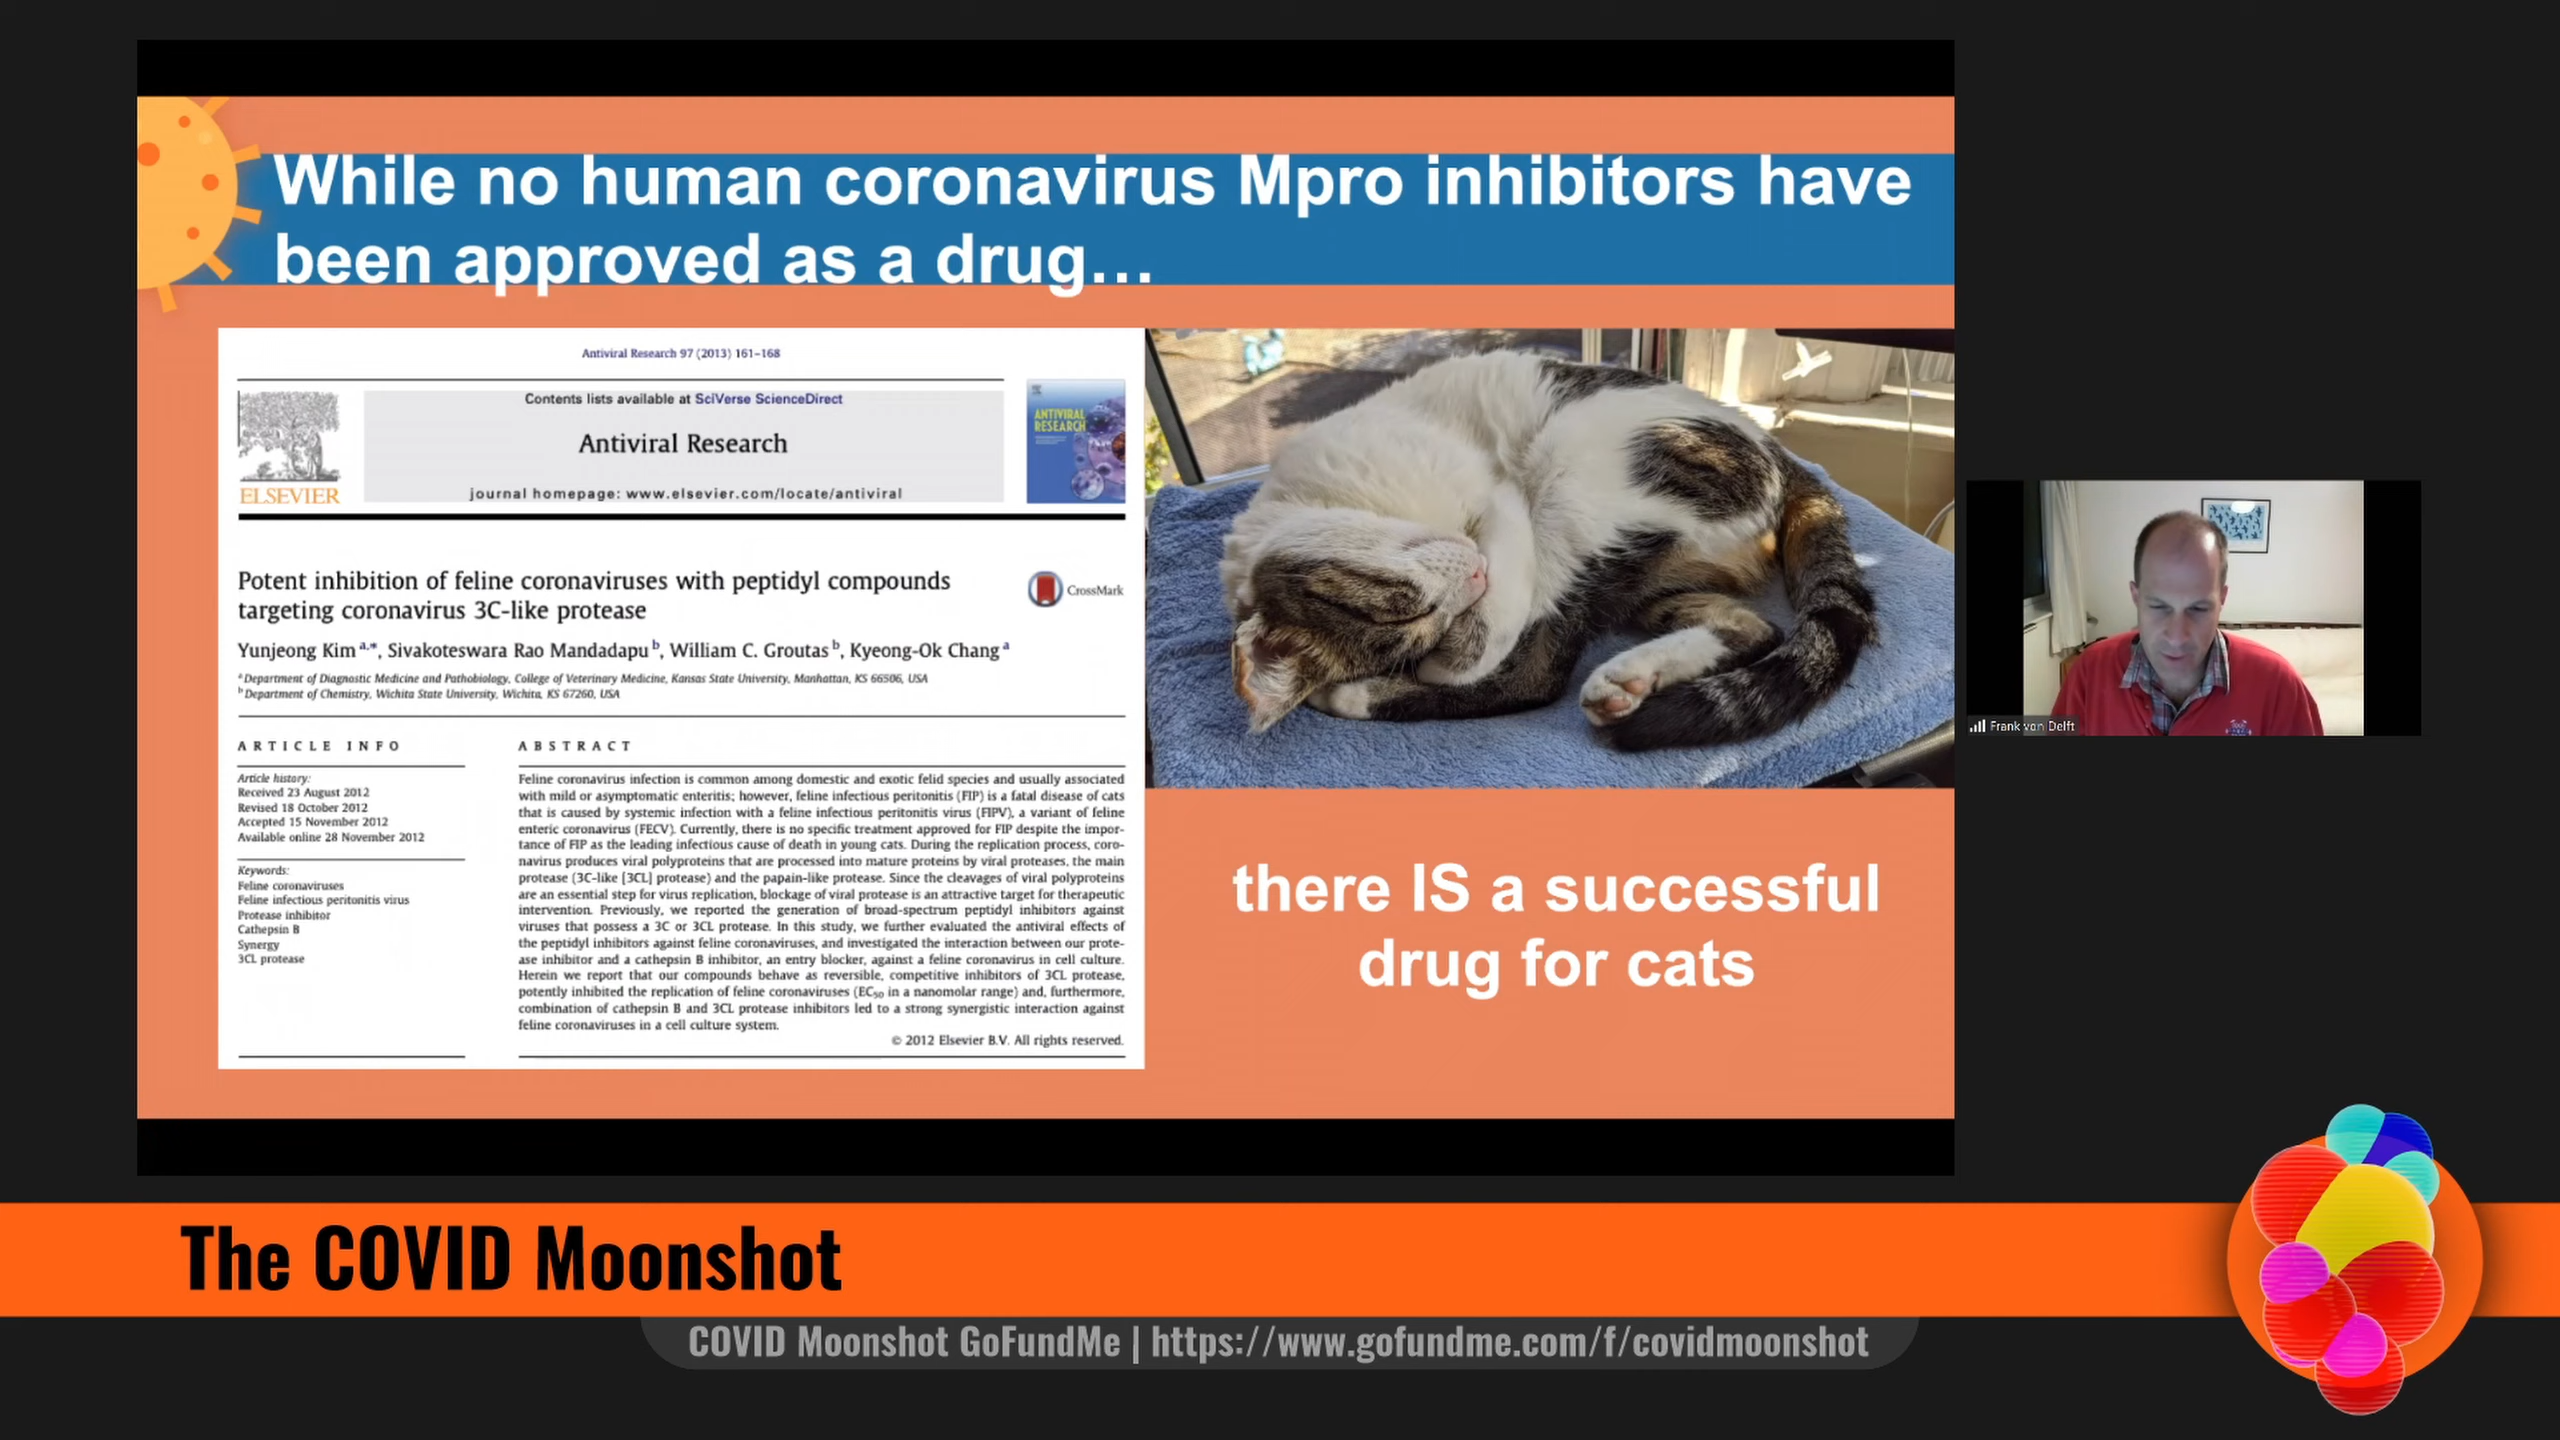 While no human coronavirus Mpro inhibitors have
been approved as a drug...
Antiviral Research 97 (2013) 161–168
Contents lists available at SciVerse ScienceDirect
Antiviral Research
journal homepage: www.elsevier.com/locate/antiviral
ELSEVIER
ANTIVIRAL
RESEARCH
Potent inhibition of feline coronaviruses with peptidyl compounds
targeting coronavirus 3C-like protease
CrossMark
Yunjeong Kim a,*, Sivakoteswara Rao Mandadapu b, William C. Groutas b, Kyeong-Ok Chang a
a Department of Diagnostic Medicine and Pathobiology, College of Veterinary Medicine, Kansas State University, Manhattan, KS 66506, USA
b Department of Chemistry, Wichita State University, Wichita, KS 67260, USA
ARTICLE INFO
Article history:
Received 23 August 2012
Revised 18 October 2012
Accepted 15 November 2012
Available online 28 November 2012
Keywords:
Feline coronaviruses
Feline infectious peritonitis virus
Protease inhibitor
Cathepsin B
Synergy
3CL protease
ABSTRACT
Feline coronavirus infection is common among domestic and exotic felid species and usually associated
with mild or asymptomatic enteritis; however, feline infectious peritonitis (FIP) is a fatal disease of cats
that is caused by systemic infection with a feline infectious peritonitis virus (FIPV), a variant of feline
enteric coronavirus (FECV). Currently, there is no specific treatment approved for FIP despite the impor-
tance of FIP as the leading infectious cause of death in young cats. During the replication process, coro-
navirus produces viral polyproteins that are processed into mature proteins by viral proteases, the main
protease (3C-like [3CL] protease) and the papain-like protease. Since the cleavages of viral polyproteins
are an essential step for virus replication, blockage of viral protease is an attractive target for therapeutic
intervention. Previously, we reported the generation of broad-spectrum peptidyl inhibitors against
viruses that possess a 3C or 3CL protease. In this study, we further evaluated the antiviral effects of
the peptidyl inhibitors against feline coronaviruses, and investigated the interaction between our prote-
ase inhibitor and a cathepsin B inhibitor, an entry blocker, against a feline coronavirus in cell culture.
Herein we report that our compounds behave as reversible, competitive inhibitors of 3CL protease,
potently inhibited the replication of feline coronaviruses (EC50 in a nanomolar range) and, furthermore,
combination of cathepsin B and 3CL protease inhibitors led to a strong synergistic interaction against
feline coronaviruses in a cell culture system.
© 2012 Elsevier B.V. All rights reserved.
there IS a successful
drug for cats
Frank von Delft
The COVID Moonshot
COVID Moonshot GoFundMe | https://www.gofundme.com/f/covidmoonshot